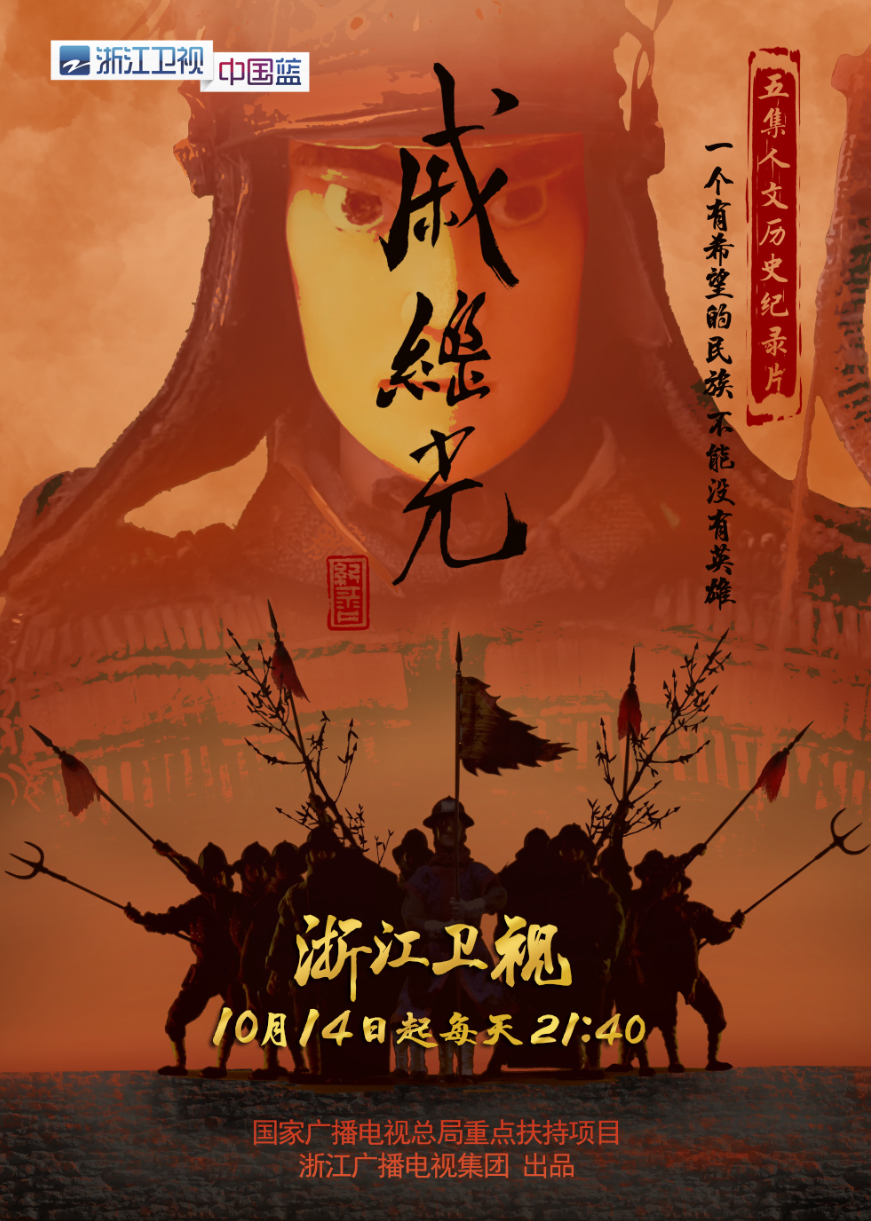 浙江卫视
中国蓝
五集人文历史纪录片
一个有希望的民族不能没有英雄
戚継光
浙江卫视
10月14日起每天21:40
国家广播电视总局重点扶持项目
浙江广播电视集团 出品